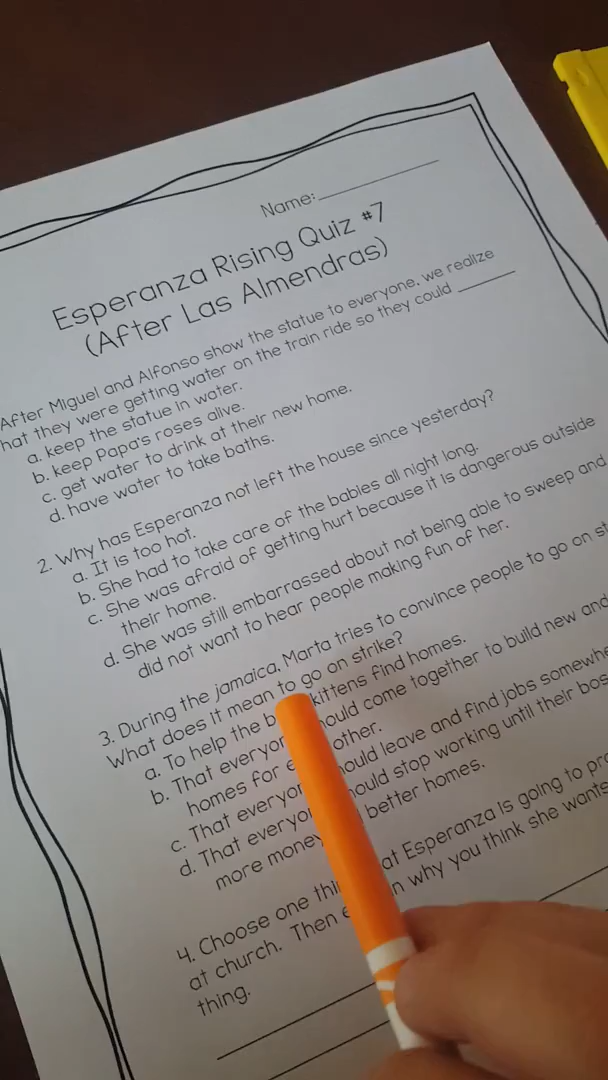 Name:
Esperanza Rising Quiz #7
(After Las Almendras)
After Miguel and Alfonso show the statue to everyone, we realize
hat they were getting water on the train ride so they could
a. keep the statue in water.
b. keep Papa's roses alive.
c. get water to drink at their new home.
d. have water to take baths.
2. Why has Esperanza not left the house since yesterday?
a. It is too hot.
b. She had to take care of the babies all night long.
c. She was afraid of getting hurt because it is dangerous outside
their home.
d. She was still embarrassed about not being able to sweep and
did not want to hear people making fun of her.
3. During the jamaica, Marta tries to convince people to go on st
What does it mean to go on strike?
a. To help the b kittens find homes.
b. That everyon hould come together to build new and
homes for e other.
c. That everyon hould leave and find jobs somewhe
d. That everyo hould stop working until their bos
more money better homes.
4. Choose one thi at Esperanza is going to pr
at church. Then e n why you think she wants
thing.